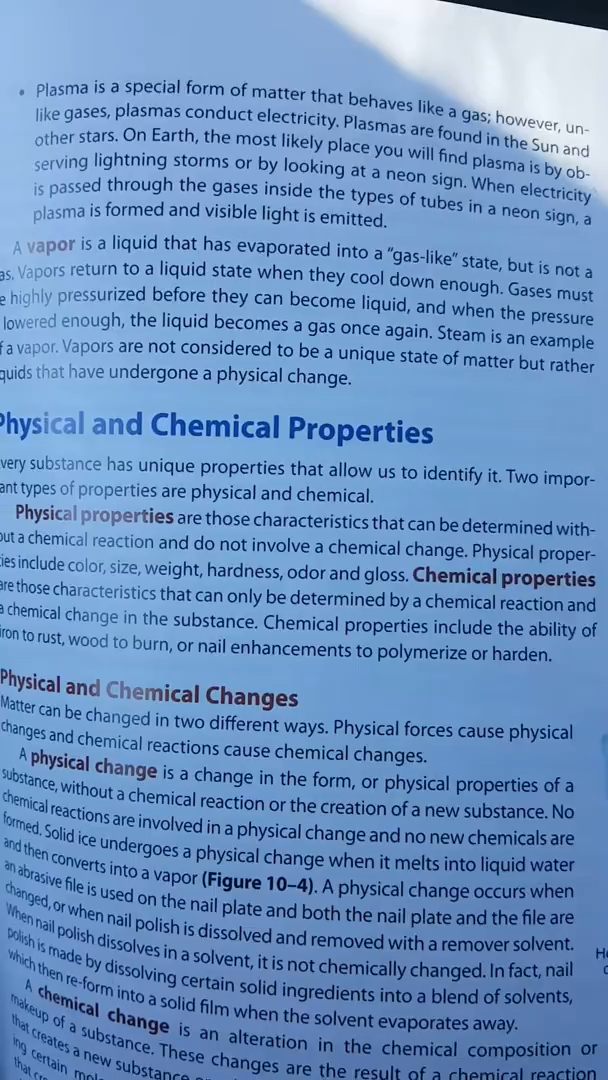 • Plasma is a special form of matter that behaves like a gas; however, un-
like gases, plasmas conduct electricity. Plasmas are found in the Sun and
other stars. On Earth, the most likely place you will find plasma is by ob-
serving lightning storms or by looking at a neon sign. When electricity
is passed through the gases inside the types of tubes in a neon sign, a
plasma is formed and visible light is emitted.
A vapor is a liquid that has evaporated into a “gas-like” state, but is not a
as. Vapors return to a liquid state when they cool down enough. Gases must
e highly pressurized before they can become liquid, and when the pressure
lowered enough, the liquid becomes a gas once again. Steam is an example
f a vapor. Vapors are not considered to be a unique state of matter but rather
quids that have undergone a physical change.
Physical and Chemical Properties
very substance has unique properties that allow us to identify it. Two impor-
ant types of properties are physical and chemical.
Physical properties are those characteristics that can be determined with-
out a chemical reaction and do not involve a chemical change. Physical proper-
ties include color, size, weight, hardness, odor and gloss. Chemical properties
are those characteristics that can only be determined by a chemical reaction and
a chemical change in the substance. Chemical properties include the ability of
iron to rust, wood to burn, or nail enhancements to polymerize or harden.
Physical and Chemical Changes
Matter can be changed in two different ways. Physical forces cause physical
changes and chemical reactions cause chemical changes.
A physical change is a change in the form, or physical properties of a
substance, without a chemical reaction or the creation of a new substance. No
chemical reactions are involved in a physical change and no new chemicals are
formed. Solid ice undergoes a physical change when it melts into liquid water
and then converts into a vapor (Figure 10–4). A physical change occurs when
an abrasive file is used on the nail plate and both the nail plate and the file are
changed, or when nail polish is dissolved and removed with a remover solvent.
When nail polish dissolves in a solvent, it is not chemically changed. In fact, nail
polish is made by dissolving certain solid ingredients into a blend of solvents,
which then re-form into a solid film when the solvent evaporates away.
A chemical change is an alteration in the chemical composition or
makeup of a substance. These changes are the result of a chemical reaction
that creates a new substance
ing certain
that